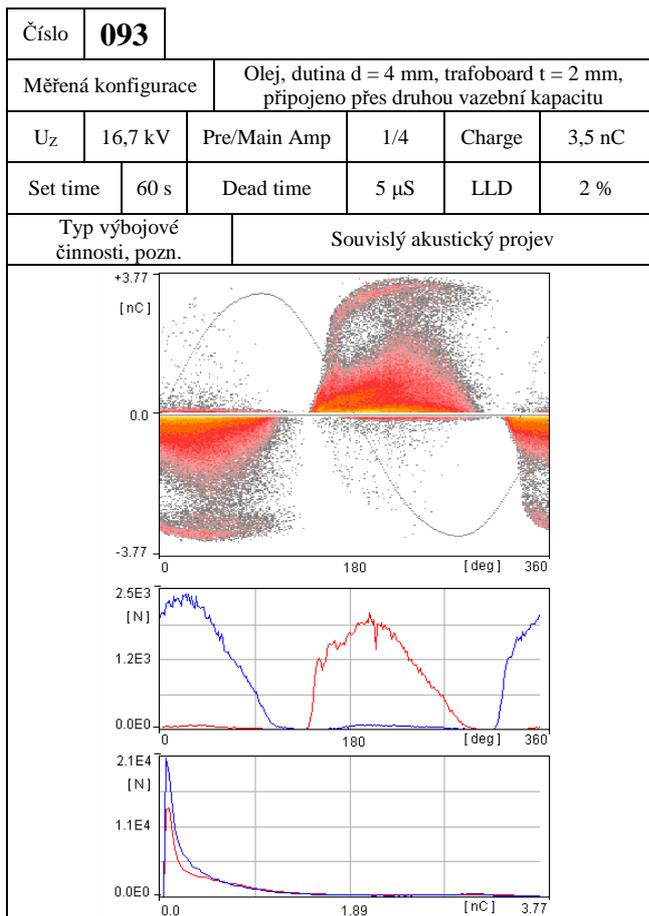 Číslo 093
Měřená konfigurace Olej, dutina d = 4 mm, trafoboard t = 2 mm,
připojeno přes druhou vazební kapacitu
UZ 16,7 kV Pre/Main Amp 1/4 Charge 3,5 nC
Set time 60 s Dead time 5 μS LLD 2 %
Typ výbojové
činnosti, pozn. Souvislý akustický projev
+3.77
[nC]
0.0
-3.77
0 180 [deg] 360
2.5E3
[N]
1.2E3
0.0E0
0 180 [deg] 360
2.1E4
[N]
1.1E4
0.0E0
0.0 1.89 [nC] 3.77